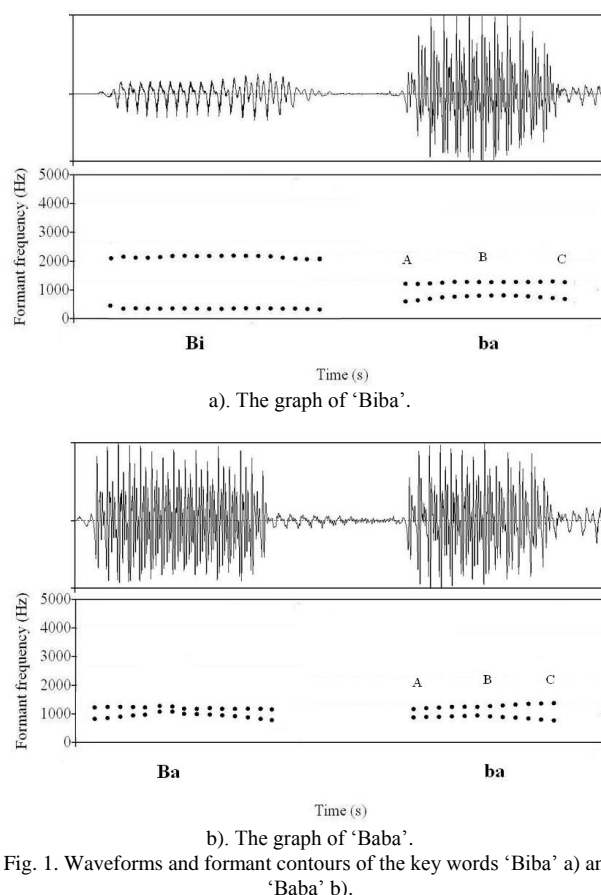 5000
4000
3000
2000
1000
0
Formant frequency (Hz)
A B C
Bi ba
Time (s)
a). The graph of ‘Biba’.
5000
4000
3000
2000
1000
0
Formant frequency (Hz)
A B C
Ba ba
Time (s)
b). The graph of ‘Baba’.
Fig. 1. Waveforms and formant contours of the key words ‘Biba’ a) an
‘Baba’ b).